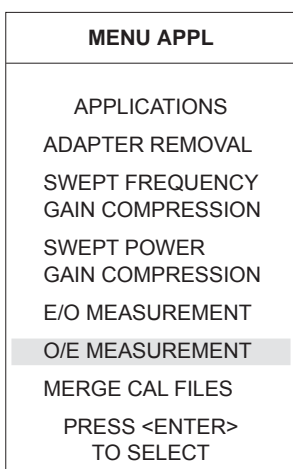 MENU APPL
APPLICATIONS
ADAPTER REMOVAL
SWEPT FREQUENCY
GAIN COMPRESSION
SWEPT POWER
GAIN COMPRESSION
E/O MEASUREMENT
O/E MEASUREMENT
MERGE CAL FILES
PRESS <ENTER>
TO SELECT